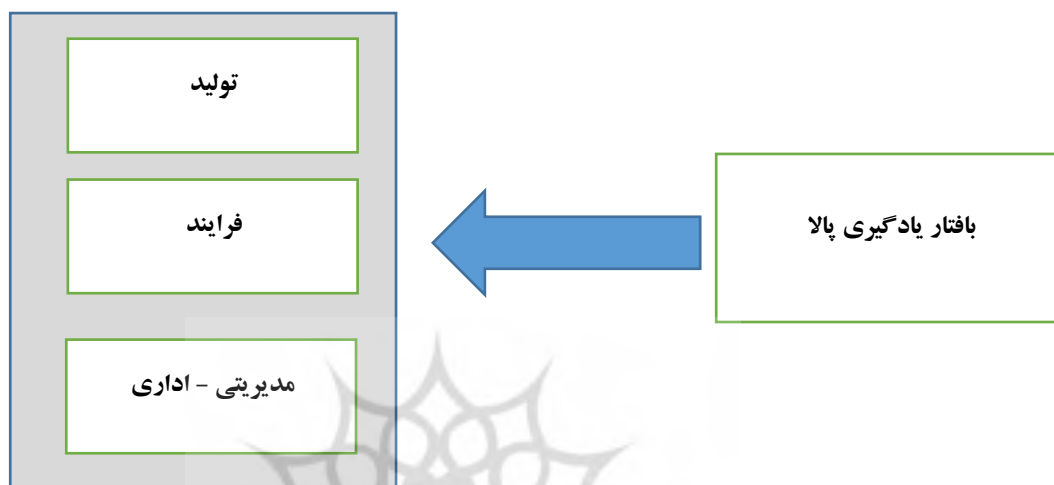 بافتار یادگیری پالا
تولید
فرایند
مدیریتی - اداری